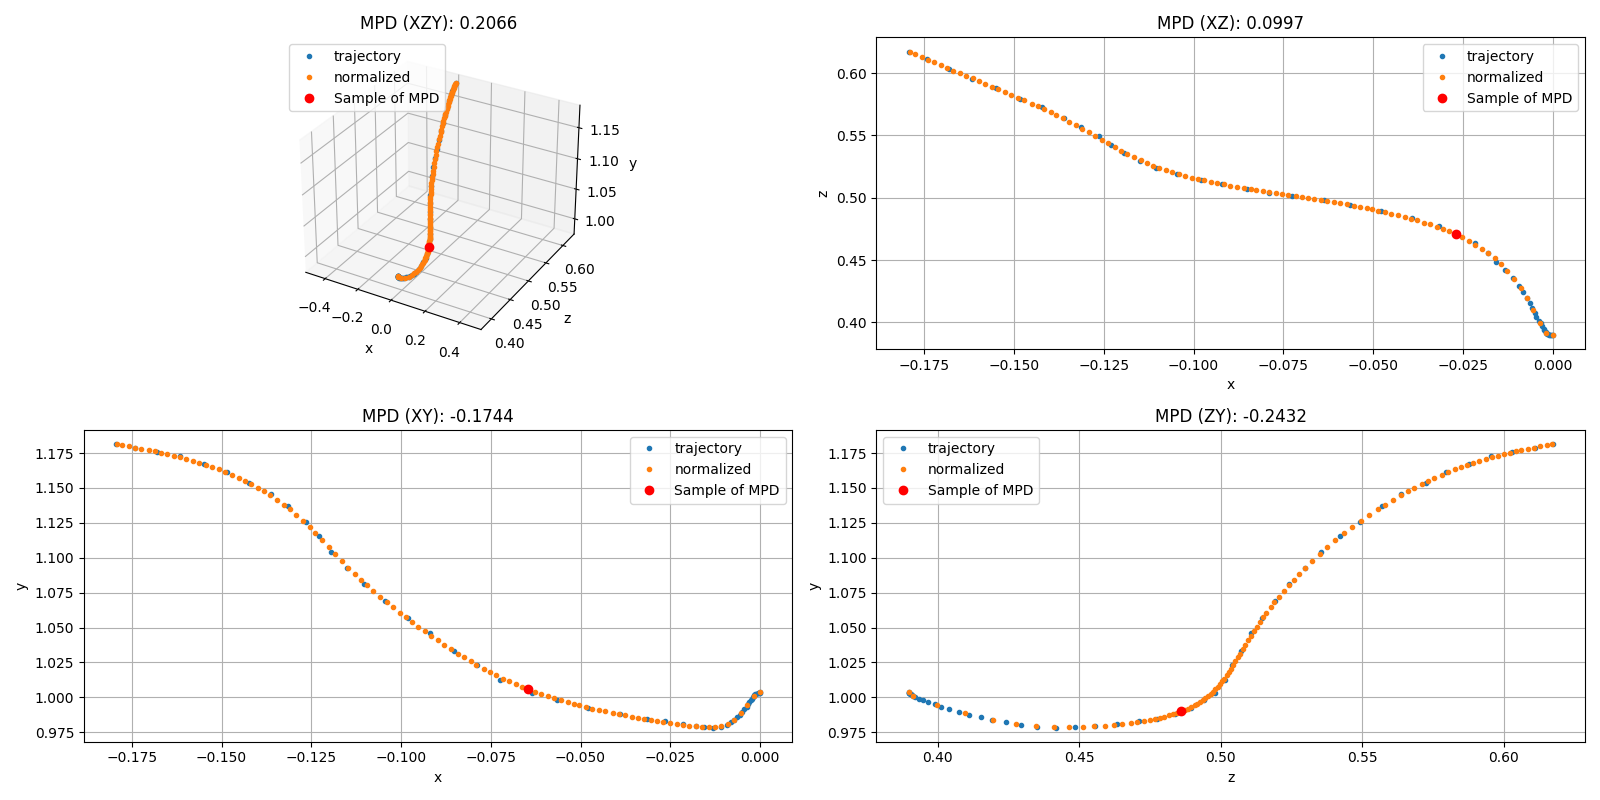 MPD (XZY): 0.2066
trajectory
normalized
Sample of MPD
1.15
1.10
1.05
1.00
y
0.60
0.55
0.50
0.45
0.40
z
−0.4
−0.2
0.0
0.2
0.4
x
MPD (XZ): 0.0997
trajectory
normalized
Sample of MPD
0.60
0.55
0.50
0.45
0.40
z
−0.175 −0.150 −0.125 −0.100 −0.075 −0.050 −0.025 0.000
x
MPD (XY): -0.1744
trajectory
normalized
Sample of MPD
1.175
1.150
1.125
1.100
1.075
1.050
1.025
1.000
0.975
y
−0.175 −0.150 −0.125 −0.100 −0.075 −0.050 −0.025 0.000
x
MPD (ZY): -0.2432
trajectory
normalized
Sample of MPD
1.175
1.150
1.125
1.100
1.075
1.050
1.025
1.000
0.975
y
0.40 0.45 0.50 0.55 0.60
z